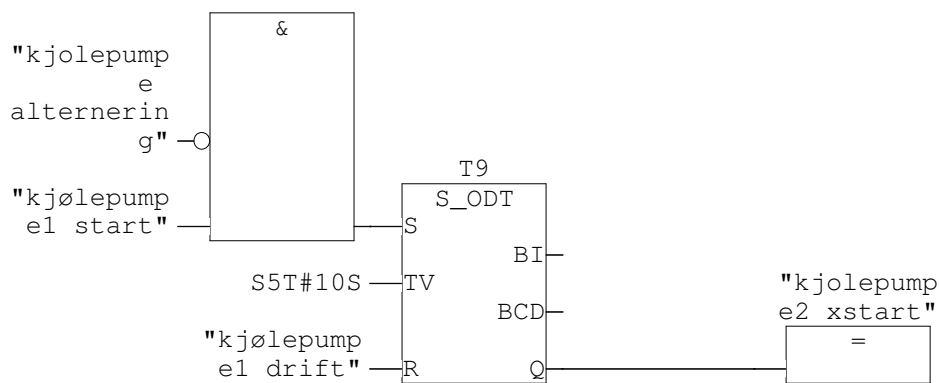 &
"kjolepump
e
alternerin
g"
T9
"kjølepump
e1 start"
S_ODT
S
BI
S5T#10S
TV
"kjolepump
e2 xstart"
BCD
"kjølepump
e1 drift"
R
Q
=